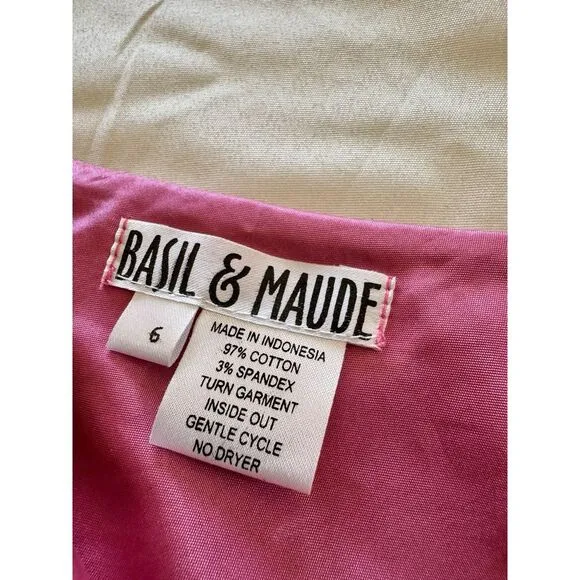 BASIL & MAUDE
6
MADE IN INDONESIA
97% COTTON
3% SPANDEX
TURN GARMENT
INSIDE OUT
GENTLE CYCLE
NO DRYER